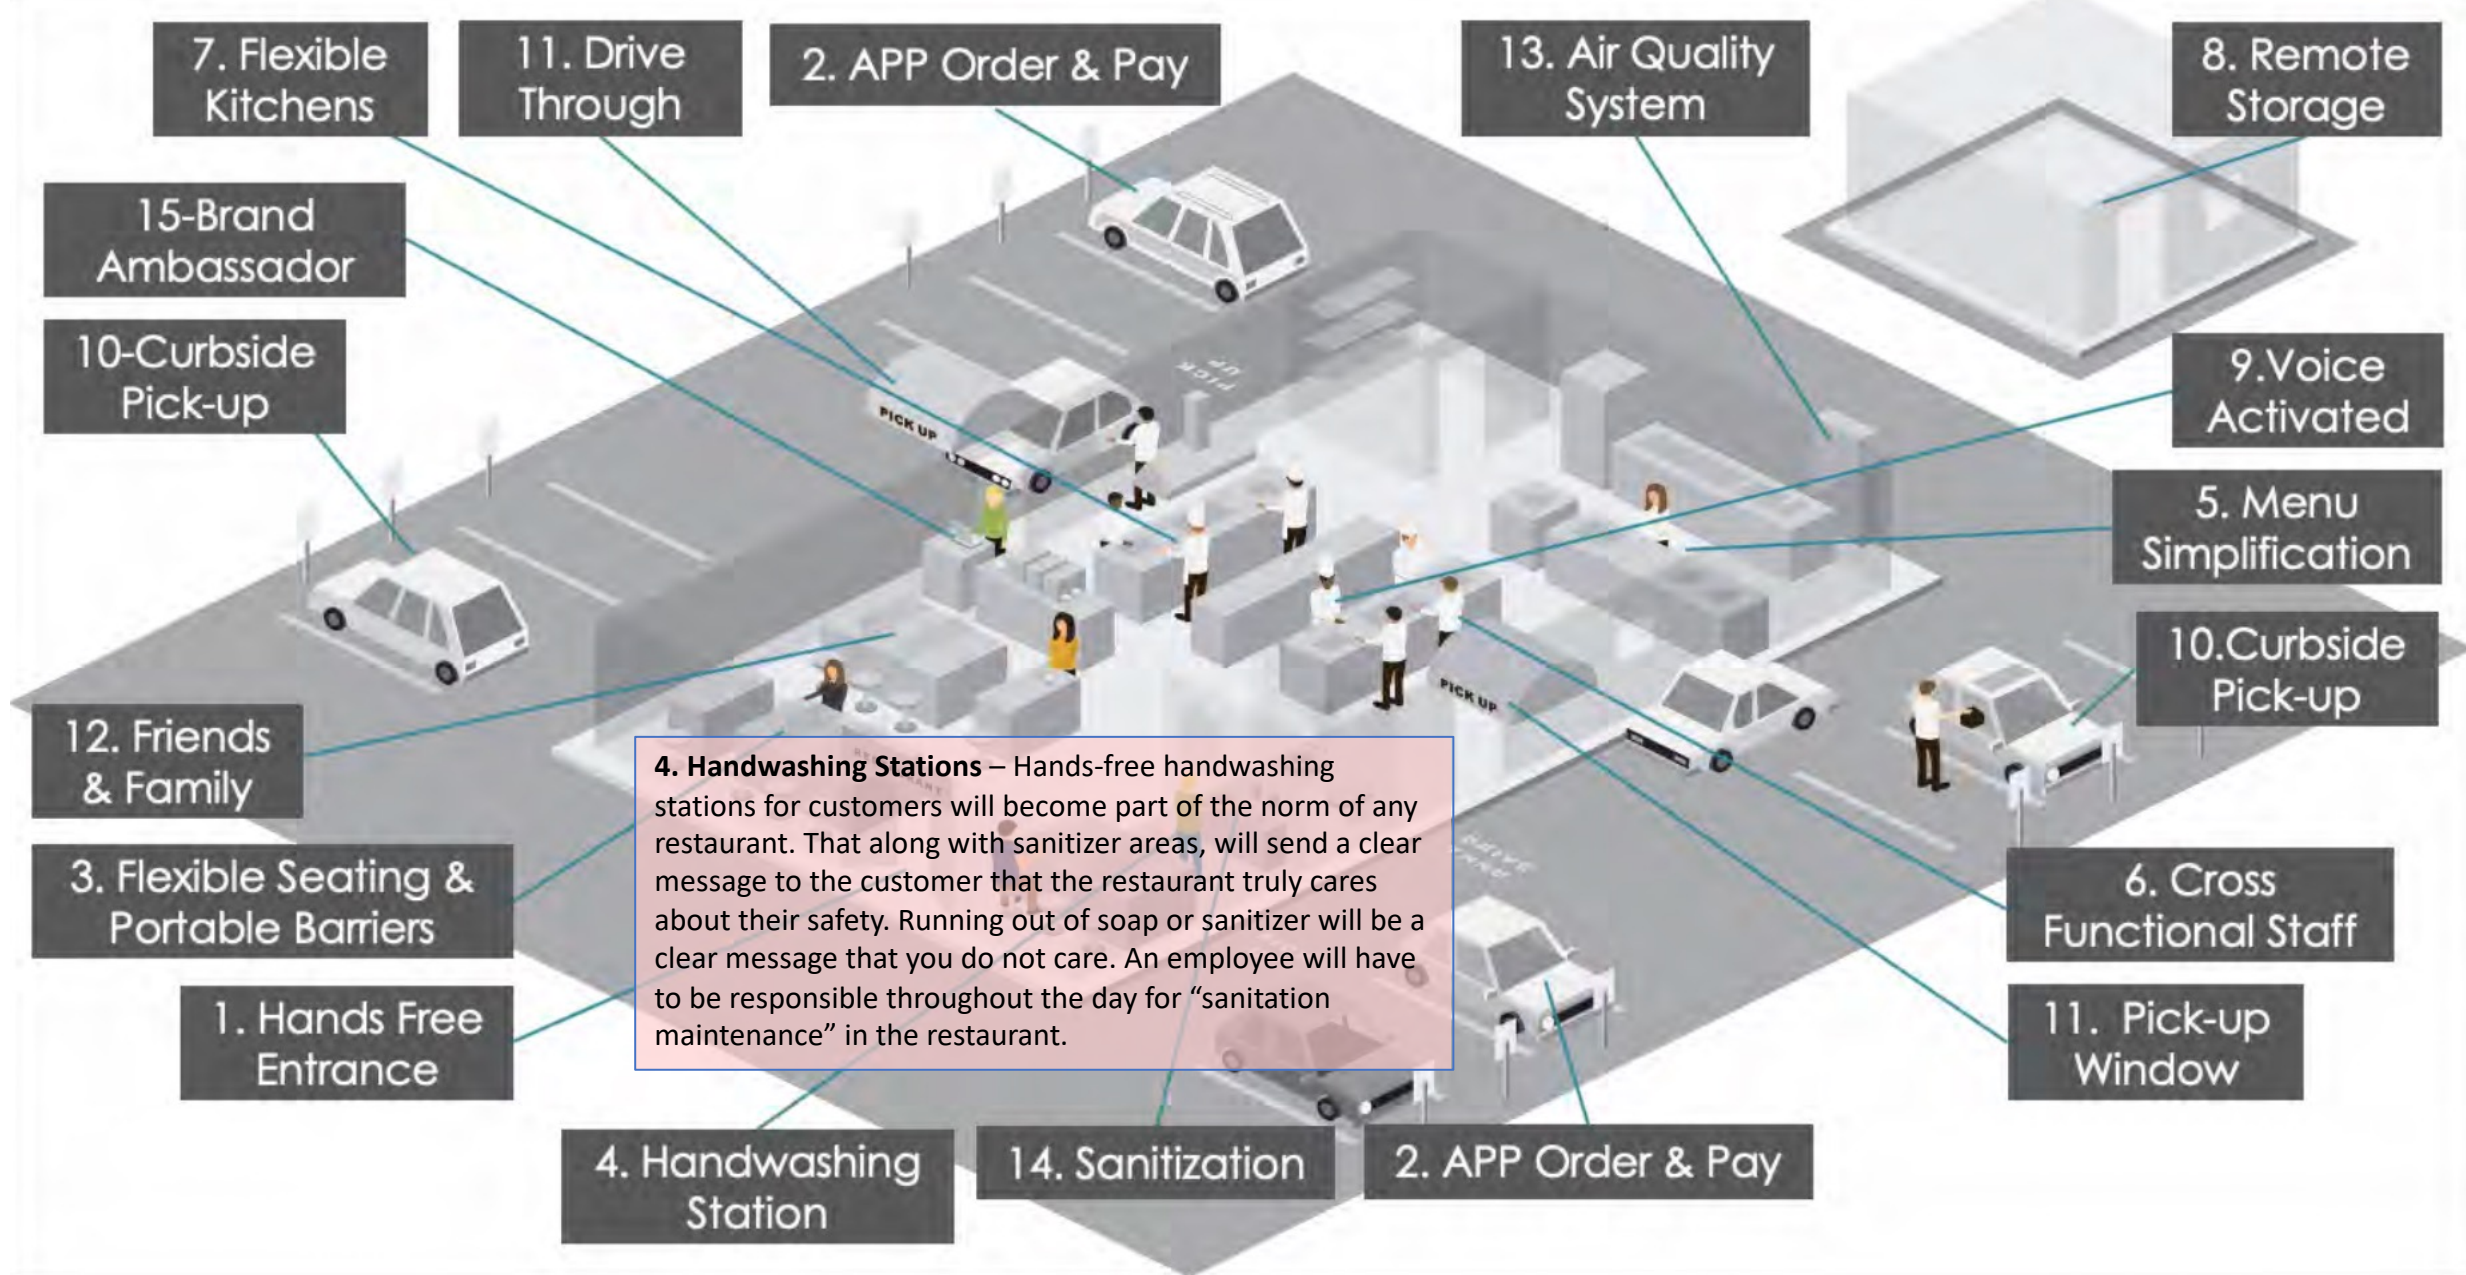 7. Flexible
Kitchens
11. Drive
Through
2. APP Order & Pay
13. Air Quality
System
8. Remote
Storage
15-Brand
Ambassador
10-Curbside
Pick-up
PICK
UP
PICK UP
9.Voice
Activated
5. Menu
Simplification
10.Curbside
Pick-up
PICK UP
12. Friends
& Family
4. Handwashing Stations – Hands-free handwashing
stations for customers will become part of the norm of any
restaurant. That along with sanitizer areas, will send a clear
message to the customer that the restaurant truly cares
about their safety. Running out of soap or sanitizer will be a
clear message that you do not care. An employee will have
to be responsible throughout the day for “sanitation
maintenance” in the restaurant.
3. Flexible Seating &
Portable Barriers
6. Cross
Functional Staff
1. Hands Free
Entrance
11. Pick-up
Window
4. Handwashing
Station
14. Sanitization
2. APP Order & Pay